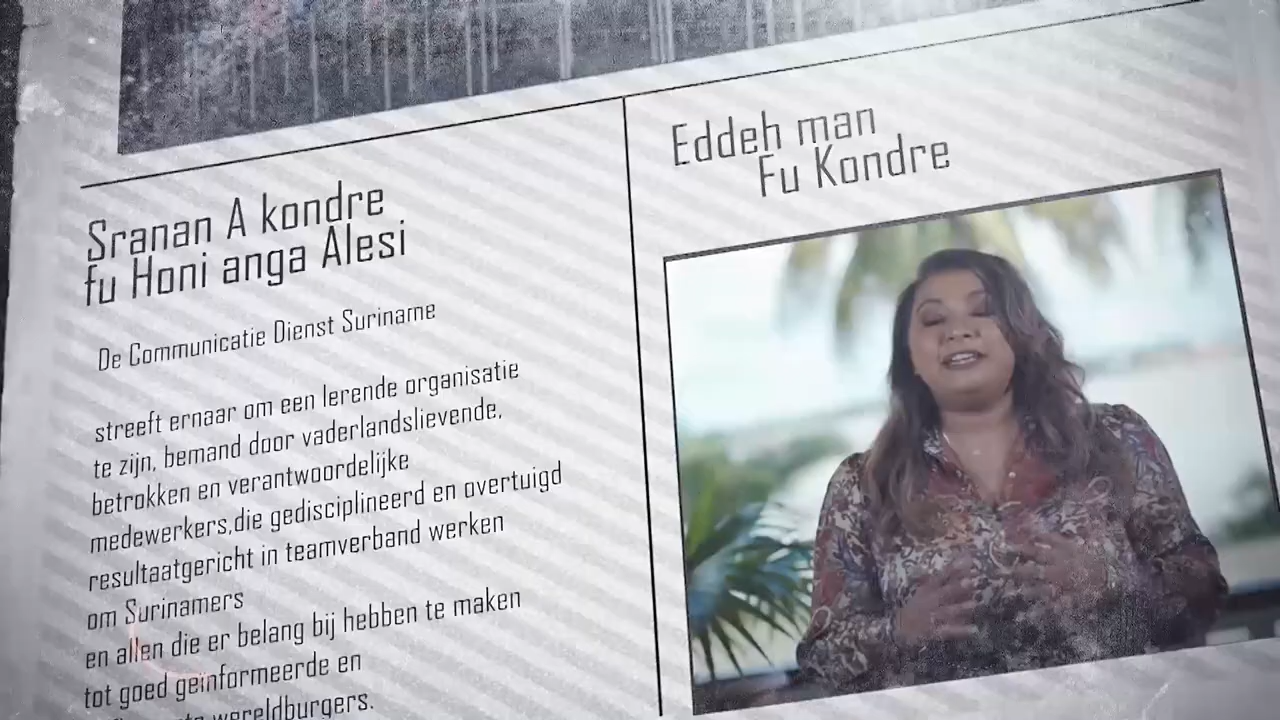 Sranan A kondre
fu Honi anga Alesi
De Communicatie Dienst Suriname
streeft ernaar om een lerende organisatie
te zijn, bemand door vaderlandslievende,
betrokken en verantwoordelijke
medewerkers,die gedisciplineerd en overtuigd
resultaatgericht in teamverband werken
om Surinamers
en allen die er belang bij hebben te maken
tot goed geinformeerde en
wereldburgers.
Eddeh man
Fu Kondre